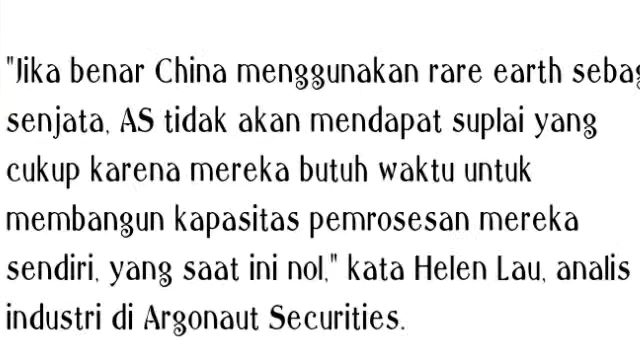 "Jika benar China menggunakan rare earth sebag
senjata, AS tidak akan mendapat suplai yang
cukup karena mereka butuh waktu untuk
membangun kapasitas pemrosesan mereka
sendiri, yang saat ini nol," kata Helen Lau, analis
industri di Argonaut Securities.